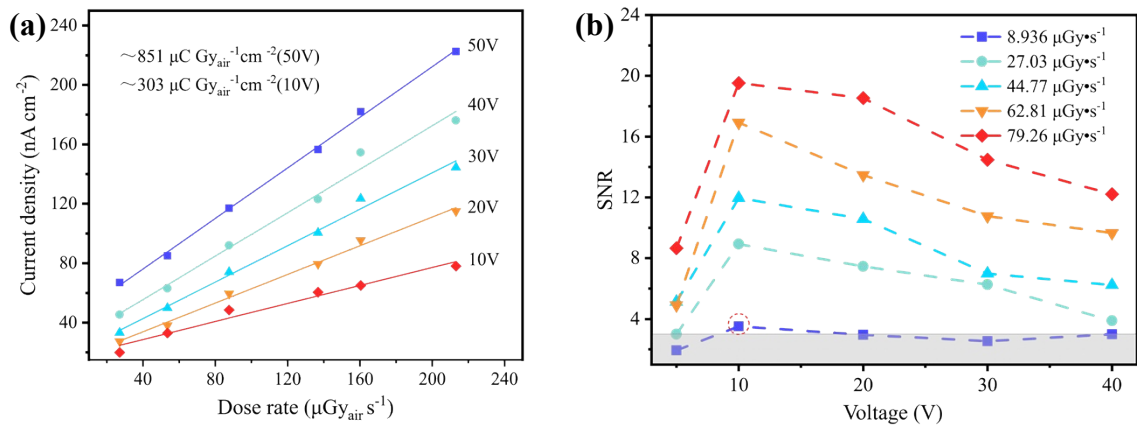 (a)
240
200
160
120
80
40
Current density (nA cm⁻²)
~851 μC Gyair⁻¹cm ⁻²(50V)
~303 μC Gyair⁻¹cm ⁻²(10V)
50V
40V
30V
20V
10V
40 80 120 160 200 240
Dose rate (μGyair s⁻¹)
(b)
24
20
16
12
8
4
SNR
8.936 μGy•s⁻¹
27.03 μGy•s⁻¹
44.77 μGy•s⁻¹
62.81 μGy•s⁻¹
79.26 μGy•s⁻¹
10 20 30 40
Voltage (V)